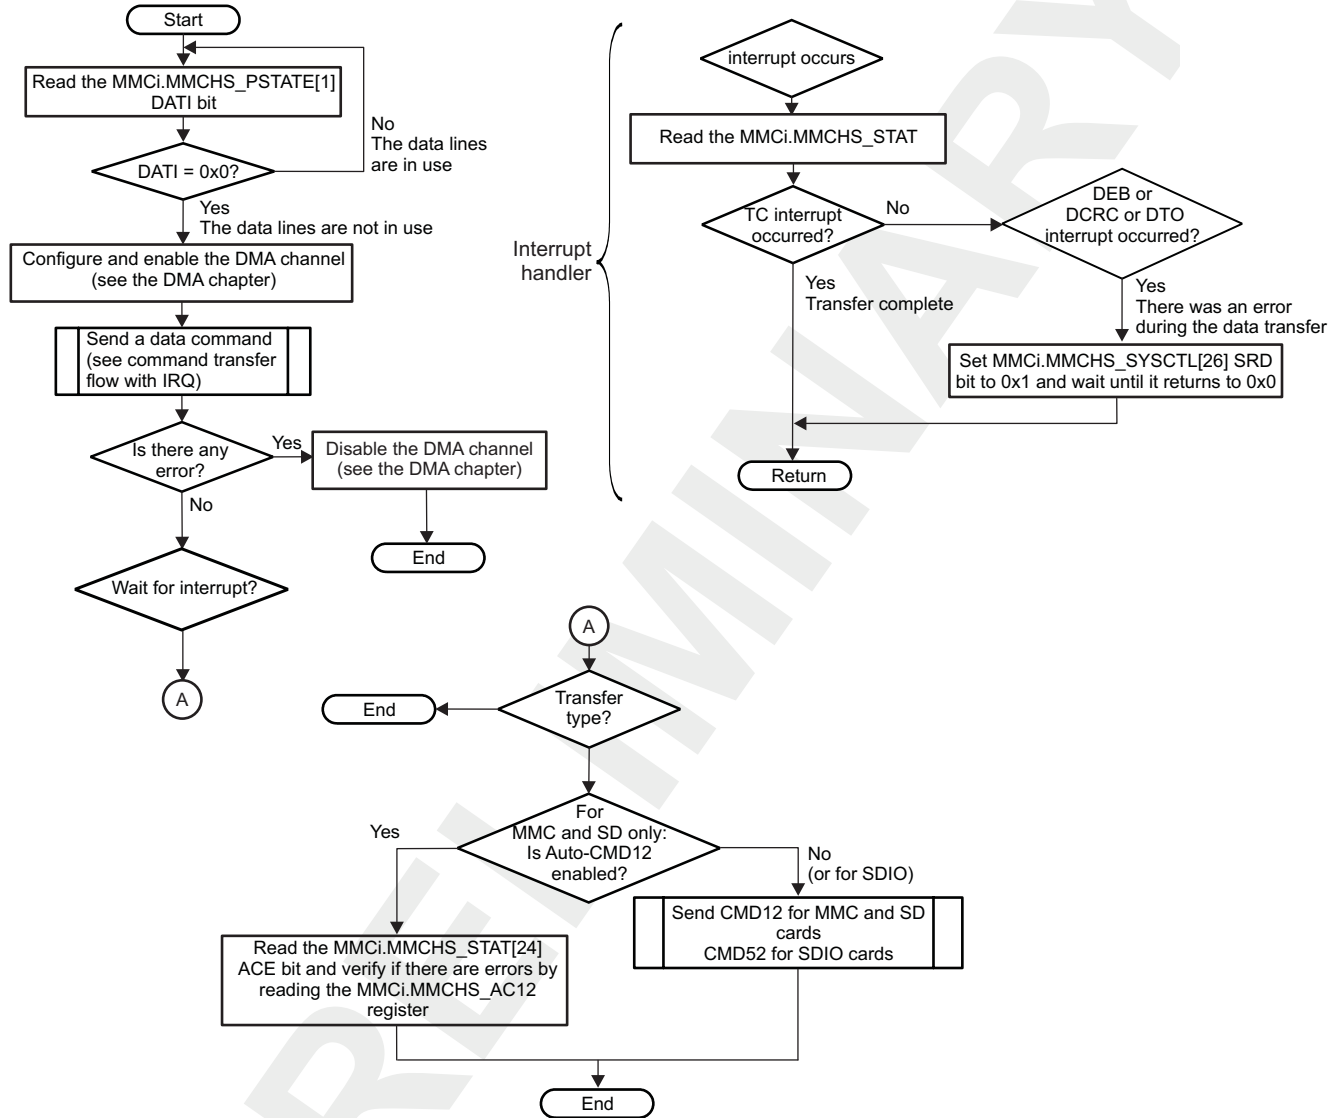 Start
Read the MMCi.MMCHS_PSTATE[1]
DATI bit
No
The data lines
are in use
DATI = 0x0?
Yes
The data lines are not in use
Configure and enable the DMA channel
(see the DMA chapter)
Send a data command
(see command transfer
flow with IRQ)
Is there any
error?
Yes
Disable the DMA channel
(see the DMA chapter)
No
End
Wait for interrupt?
A
Interrupt
handler
interrupt occurs
Read the MMCi.MMCHS_STAT
TC interrupt
occurred?
No
DEB or
DCRC or DTO
interrupt occurred?
Yes
Transfer complete
Yes
There was an error
during the data transfer
Set MMCi.MMCHS_SYSCTL[26] SRD
bit to 0x1 and wait until it returns to 0x0
Return
A
Transfer
type?
End
For
MMC and SD only:
Is Auto-CMD12
enabled?
Yes
No
(or for SDIO)
Read the MMCi.MMCHS_STAT[24]
ACE bit and verify if there are errors by
reading the MMCi.MMCHS_AC12
register
Send CMD12 for MMC and SD
cards
CMD52 for SDIO cards
End
PRELIMINARY